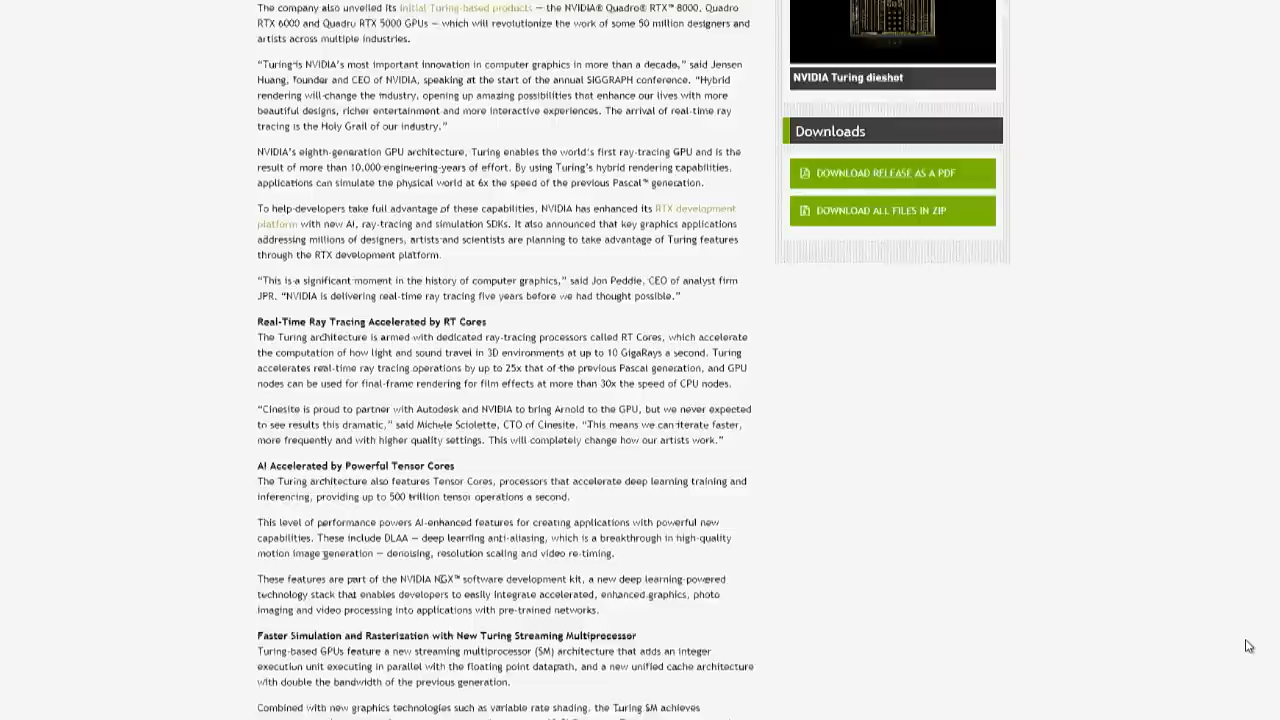 The company also unveiled its initial Turing-based products — the NVIDIA® Quadro® RTX™ 8000, Quadro
RTX 6000 and Quadro RTX 5000 GPUs — which will revolutionize the work of some 50 million designers and
artists across multiple industries.
“Turing is NVIDIA’s most important innovation in computer graphics in more than a decade,” said Jensen
Huang, founder and CEO of NVIDIA, speaking at the start of the annual SIGGRAPH conference. “Hybrid
rendering will change the industry, opening up amazing possibilities that enhance our lives with more
beautiful designs, richer entertainment and more interactive experiences. The arrival of real-time ray
tracing is the Holy Grail of our industry.”
NVIDIA’s eighth-generation GPU architecture, Turing enables the world’s first ray-tracing GPU and is the
result of more than 10,000 engineering-years of effort. By using Turing’s hybrid rendering capabilities,
applications can simulate the physical world at 6x the speed of the previous Pascal™ generation.
To help developers take full advantage of these capabilities, NVIDIA has enhanced its RTX development
platform with new AI, ray-tracing and simulation SDKs. It also announced that key graphics applications
addressing millions of designers, artists and scientists are planning to take advantage of Turing features
through the RTX development platform.
“This is a significant moment in the history of computer graphics,” said Jon Peddie, CEO of analyst firm
JPR. “NVIDIA is delivering real-time ray tracing five years before we had thought possible.”
Real-Time Ray Tracing Accelerated by RT Cores
The Turing architecture is armed with dedicated ray-tracing processors called RT Cores, which accelerate
the computation of how light and sound travel in 3D environments at up to 10 GigaRays a second. Turing
accelerates real-time ray tracing operations by up to 25x that of the previous Pascal generation, and GPU
nodes can be used for final-frame rendering for film effects at more than 30x the speed of CPU nodes.
“Cinesite is proud to partner with Autodesk and NVIDIA to bring Arnold to the GPU, but we never expected
to see results this dramatic,” said Michele Sciolette, CTO of Cinesite. “This means we can iterate faster,
more frequently and with higher quality settings. This will completely change how our artists work.”
AI Accelerated by Powerful Tensor Cores
The Turing architecture also features Tensor Cores, processors that accelerate deep learning training and
inferencing, providing up to 500 trillion tensor operations a second.
This level of performance powers AI-enhanced features for creating applications with powerful new
capabilities. These include DLAA — deep learning anti-aliasing, which is a breakthrough in high-quality
motion image generation — denoising, resolution scaling and video re-timing.
These features are part of the NVIDIA NGX™ software development kit, a new deep learning-powered
technology stack that enables developers to easily integrate accelerated, enhanced graphics, photo
imaging and video processing into applications with pre-trained networks.
Faster Simulation and Rasterization with New Turing Streaming Multiprocessor
Turing-based GPUs feature a new streaming multiprocessor (SM) architecture that adds an integer
execution unit executing in parallel with the floating point datapath, and a new unified cache architecture
with double the bandwidth of the previous generation.
Combined with new graphics technologies such as variable rate shading, the Turing SM achieves
NVIDIA Turing dieshot
Downloads
DOWNLOAD RELEASE AS A PDF
DOWNLOAD ALL FILES IN ZIP